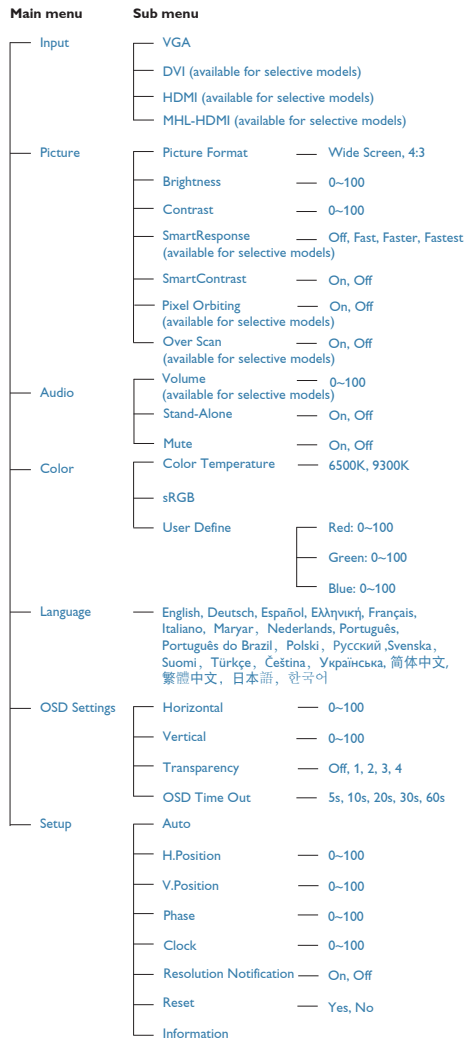 Main menu Sub menu
Input VGA
DVI (available for selective models)
HDMI (available for selective models)
MHL-HDMI (available for selective models)
Picture Picture Format Wide Screen, 4:3
Brightness 0~100
Contrast 0~100
SmartResponse Off, Fast, Faster, Fastest
(available for selective models)
SmartContrast On, Off
Pixel Orbiting On, Off
(available for selective models)
Over Scan On, Off
(available for selective models)
Audio Volume 0~100
(available for selective models)
Stand-Alone On, Off
Mute On, Off
Color Color Temperature 6500K, 9300K
sRGB
User Define Red: 0~100
Green: 0~100
Blue: 0~100
Language English, Deutsch, Español, Ελληνική, Français,
Italiano, Maryar, Nederlands, Português,
Português do Brazil, Polski, Русский ,Svenska,
Suomi, Türkçe, Čeština, Українська, 简体中文,
繁體中文, 日本語, 한국어
OSD Settings Horizontal 0~100
Vertical 0~100
Transparency Off, 1, 2, 3, 4
OSD Time Out 5s, 10s, 20s, 30s, 60s
Setup Auto
H.Position 0~100
V.Position 0~100
Phase 0~100
Clock 0~100
Resolution Notification On, Off
Reset Yes, No
Information